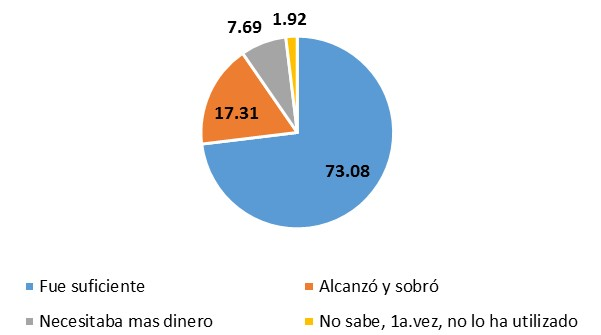 7.69 1.92
17.31
73.08
Fue suficiente Alcanzó y sobró
Necesitaba mas dinero No sabe, 1a.vez, no lo ha utilizado